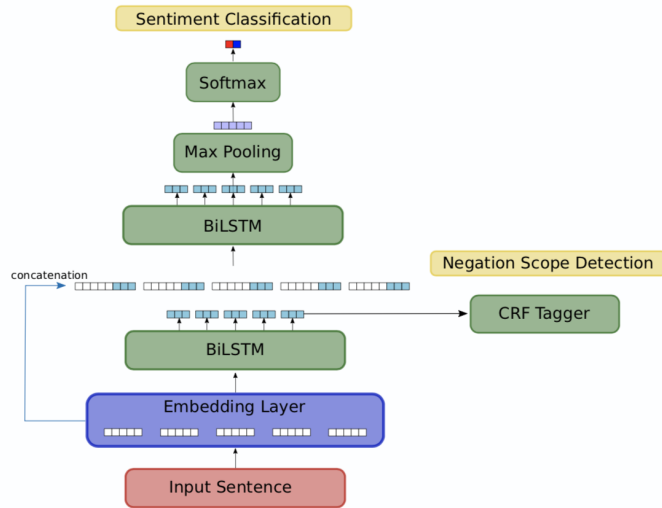 Sentiment Classification
Softmax
Max Pooling
BiLSTM
Negation Scope Detection
concatenation
CRF Tagger
BiLSTM
Embedding Layer
Input Sentence